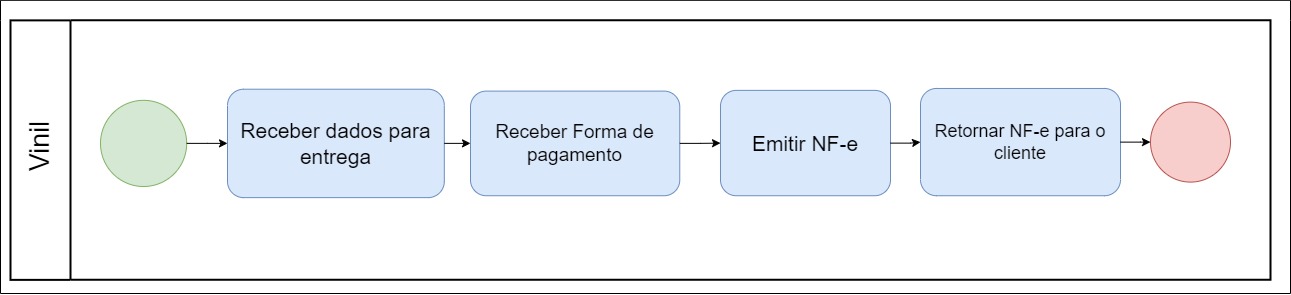 Vinil
Receber dados para
entrega
Receber Forma de
pagamento
Emitir NF-e
Retornar NF-e para o
cliente